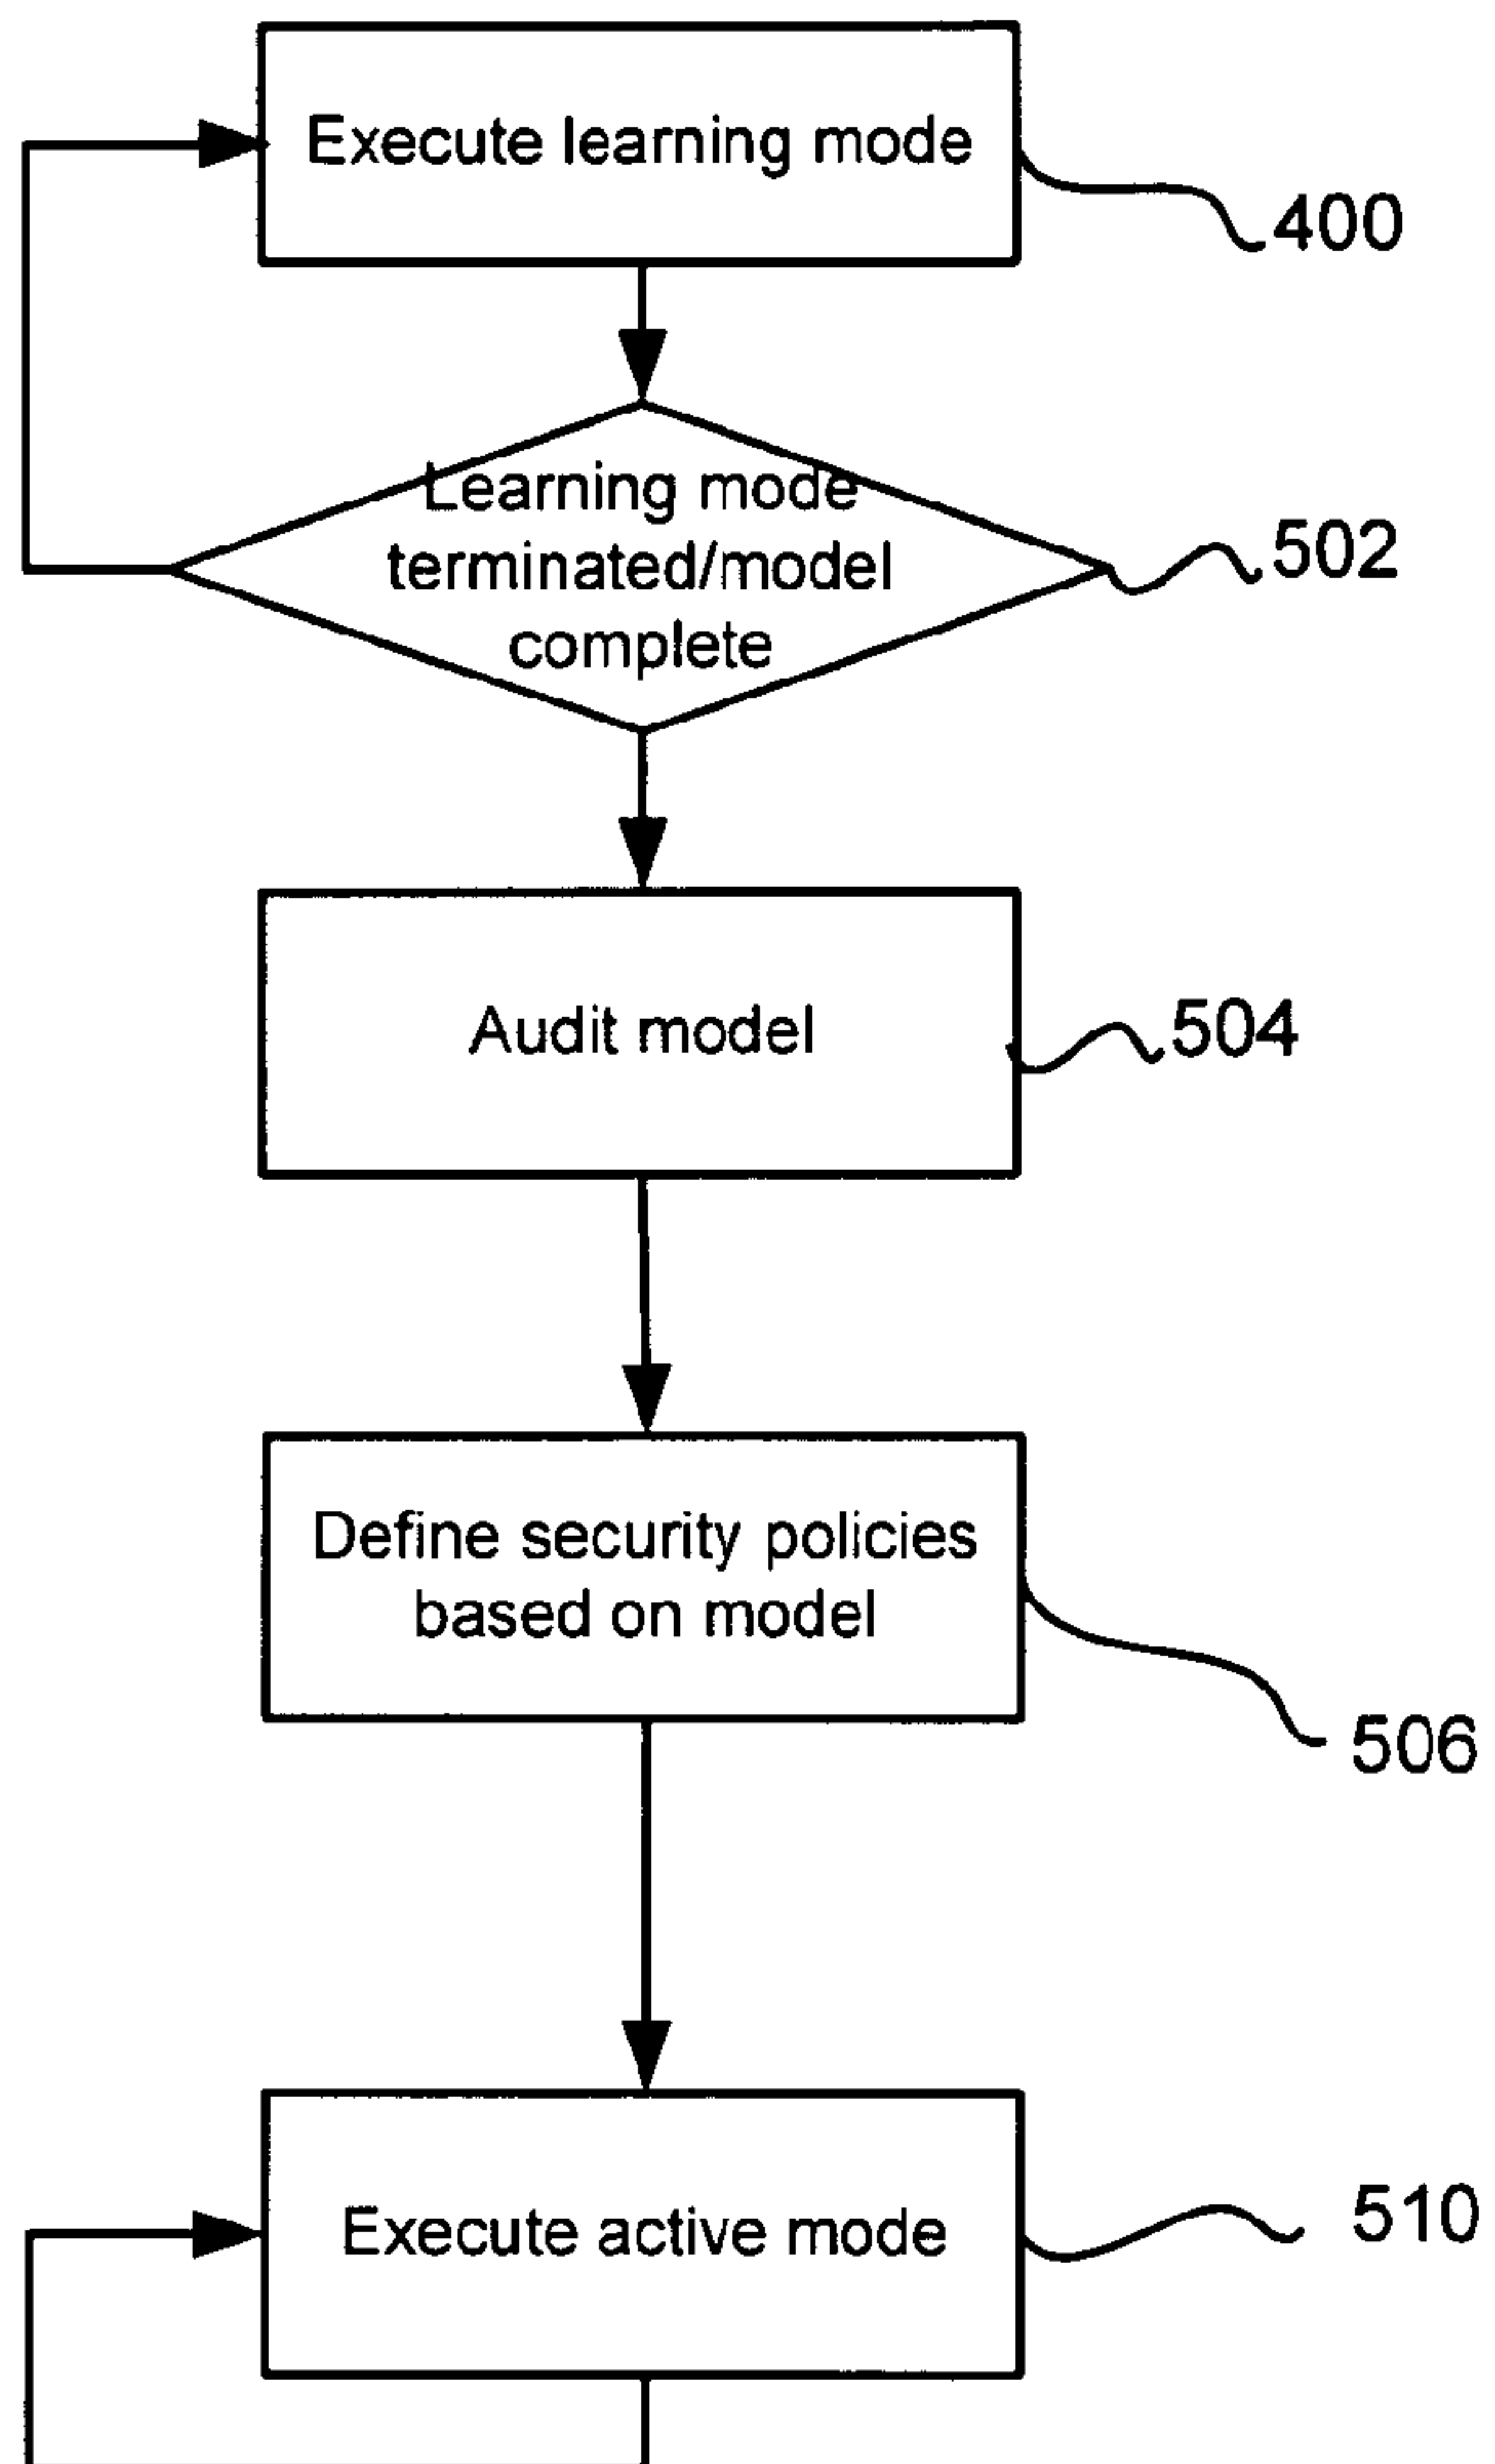 Execute learning mode
400
Learning mode
terminated/model
complete
502
Audit model
504
Define security policies
based on model
506
Execute active mode
510